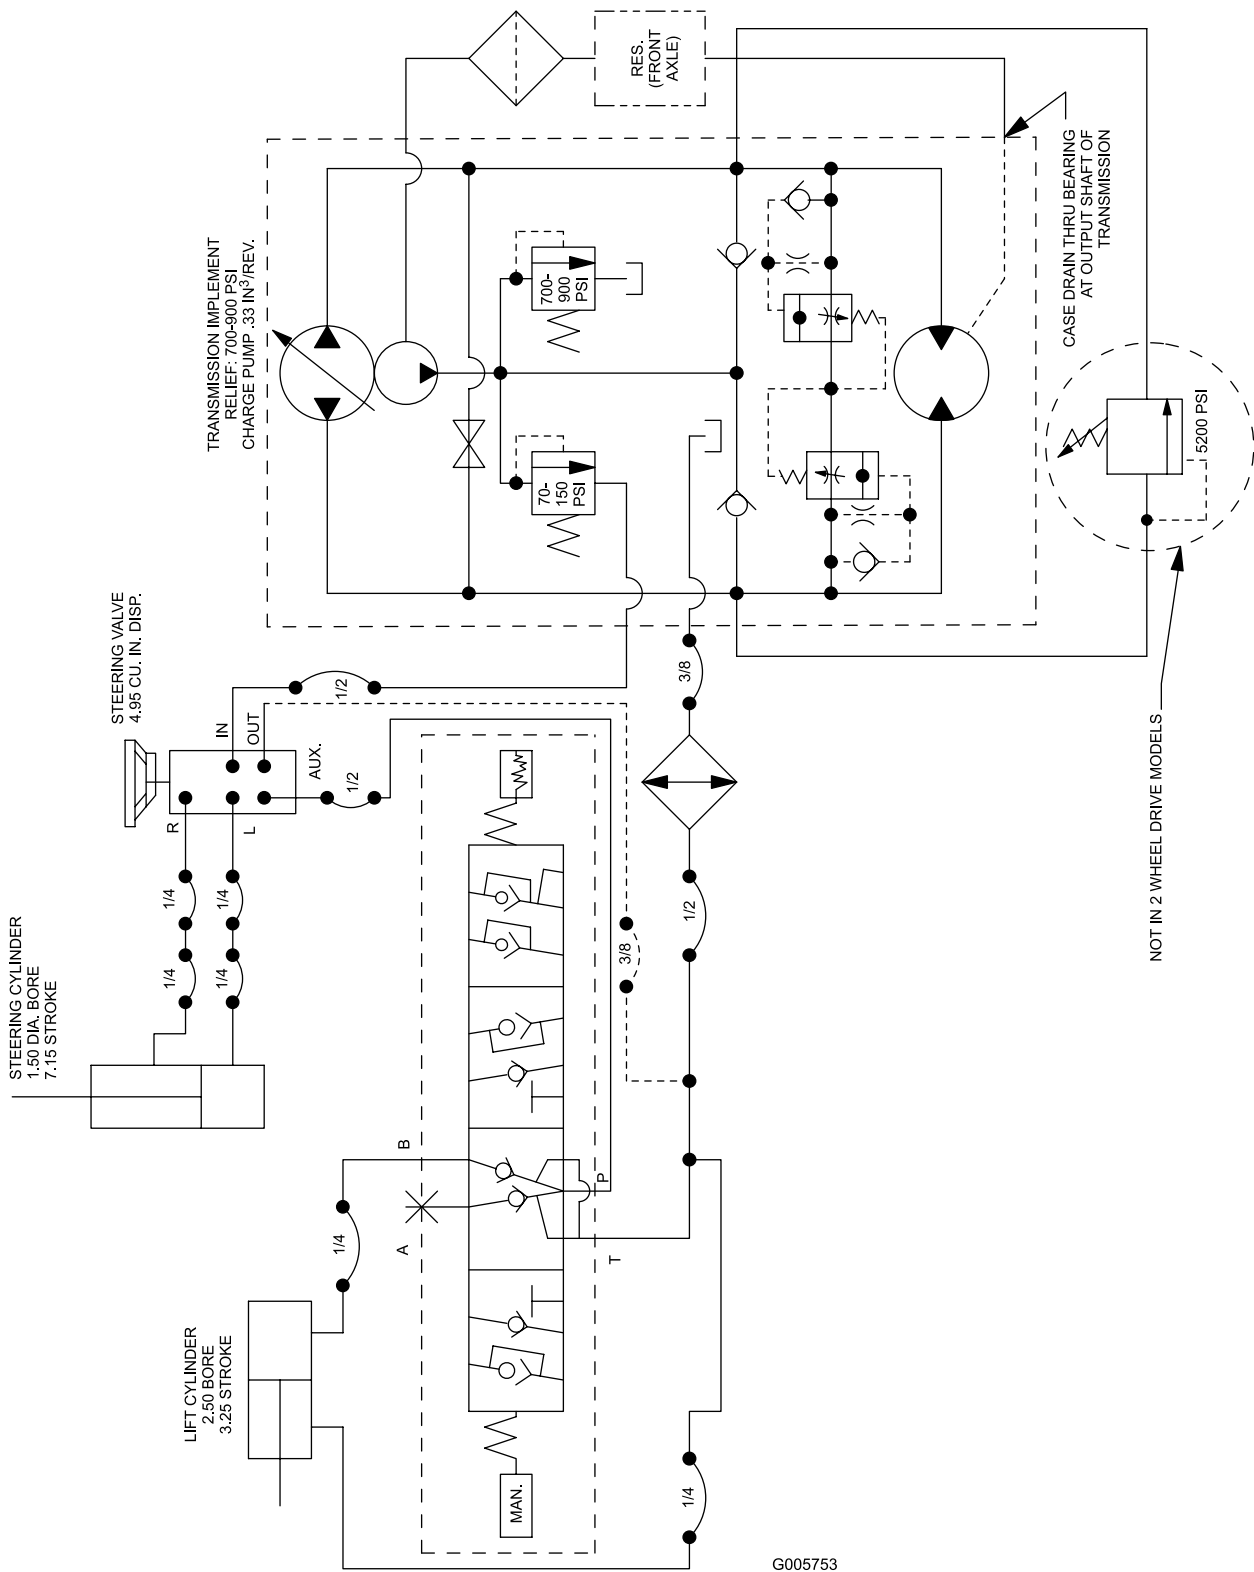 RES.
(FRONT
AXLE)
CASE DRAIN THRU BEARING
AT OUTPUT SHAFT OF
TRANSMISSION
TRANSMISSION IMPLEMENT
RELIEF: 700-900 PSI
CHARGE PUMP .33 IN³/REV.
700-
900
PSI
70-
150
PSI
5200 PSI
NOT IN 2 WHEEL DRIVE MODELS
STEERING VALVE
4.95 CU. IN. DISP.
IN
OUT
AUX.
R
L
1/2
1/2
3/8
1/4
1/4
1/4
1/4
STEERING CYLINDER
1.50 DIA. BORE
7.15 STROKE
3/8
1/2
B
A
P
T
1/4
LIFT CYLINDER
2.50 BORE
3.25 STROKE
MAN.
1/4
G005753